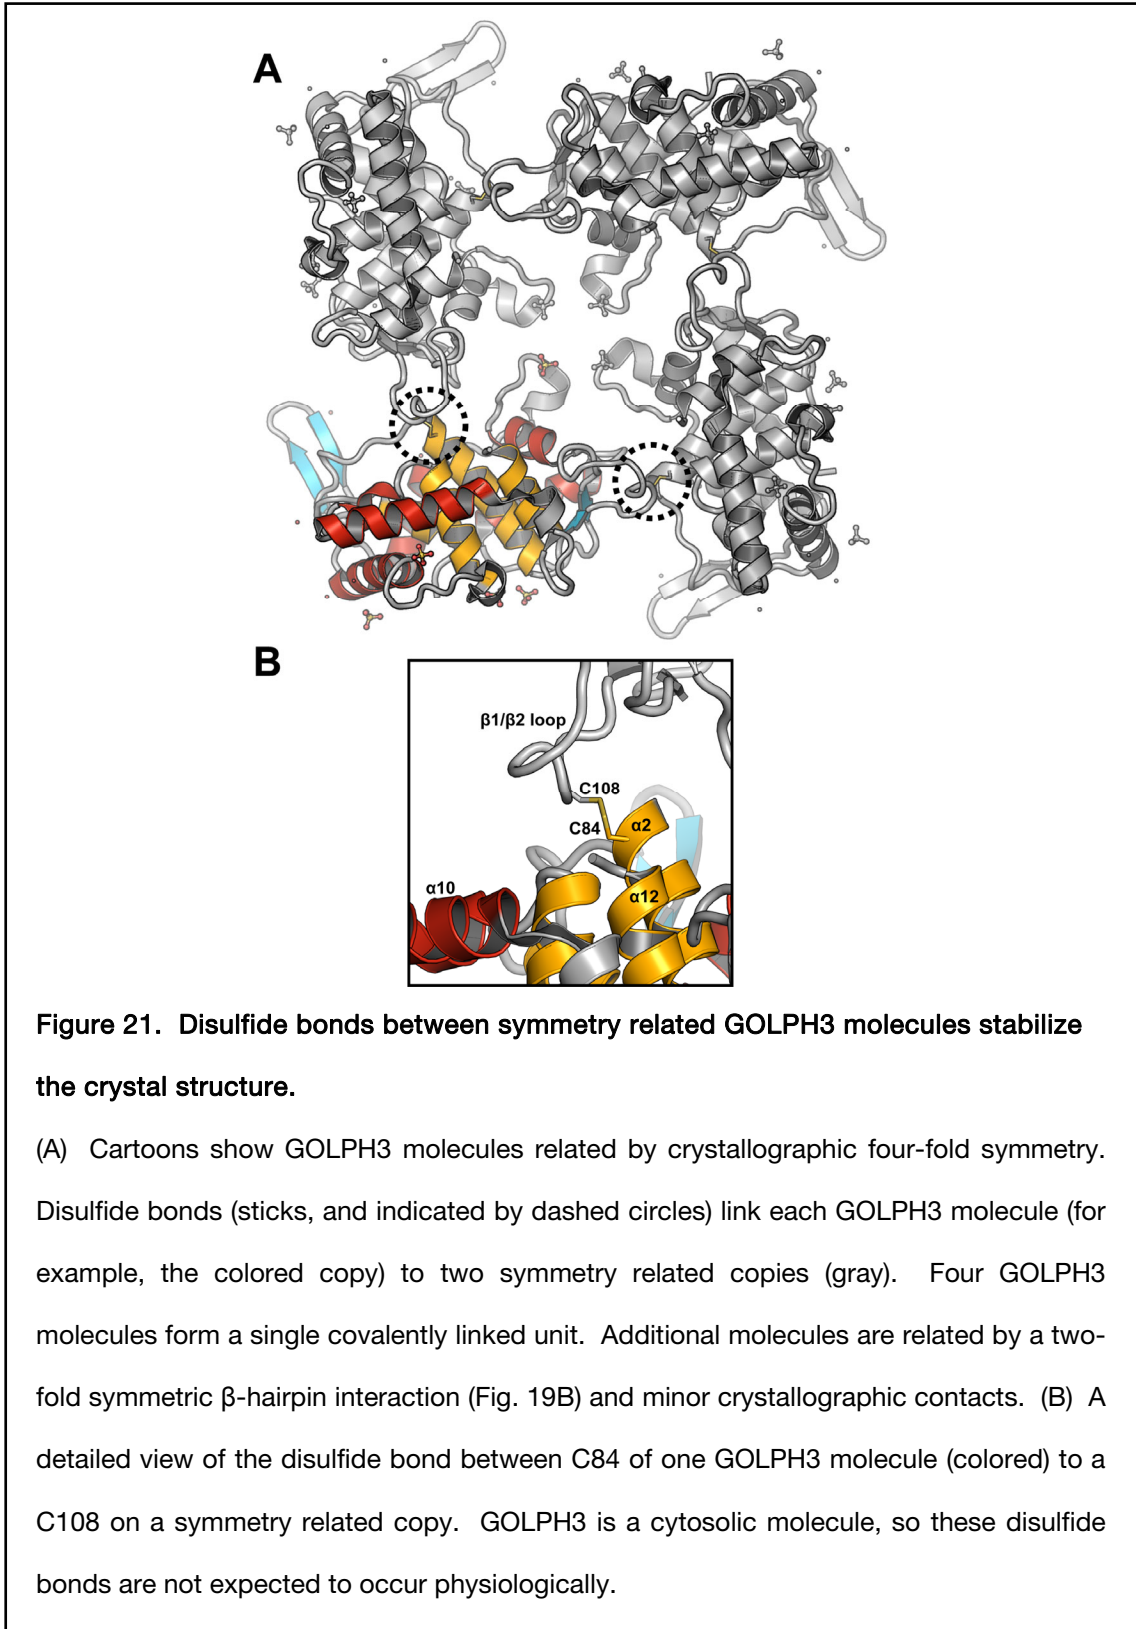 A
B
β1/β2 loop
C108
C84
α2
α12
α10
Figure 21.  Disulfide bonds between symmetry related GOLPH3 molecules stabilize
the crystal structure.
(A)  Cartoons show GOLPH3 molecules related by crystallographic four-fold symmetry.
Disulfide bonds (sticks, and indicated by dashed circles) link each GOLPH3 molecule (for
example, the colored copy) to two symmetry related copies (gray).  Four GOLPH3
molecules form a single covalently linked unit.  Additional molecules are related by a two-
fold symmetric β-hairpin interaction (Fig. 19B) and minor crystallographic contacts.  (B)  A
detailed view of the disulfide bond between C84 of one GOLPH3 molecule (colored) to a
C108 on a symmetry related copy.  GOLPH3 is a cytosolic molecule, so these disulfide
bonds are not expected to occur physiologically.